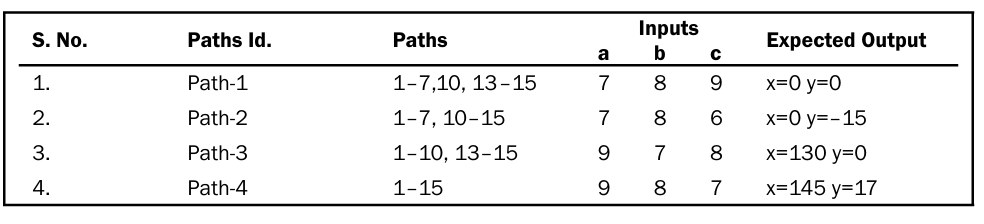 S. No. Paths Id. Paths Inputs Expected Output
a b c
1. Path-1 1–7,10, 13–15 7 8 9 x=0 y=0
2. Path-2 1–7, 10–15 7 8 6 x=0 y=–15
3. Path-3 1–10, 13–15 9 7 8 x=130 y=0
4. Path-4 1–15 9 8 7 x=145 y=17